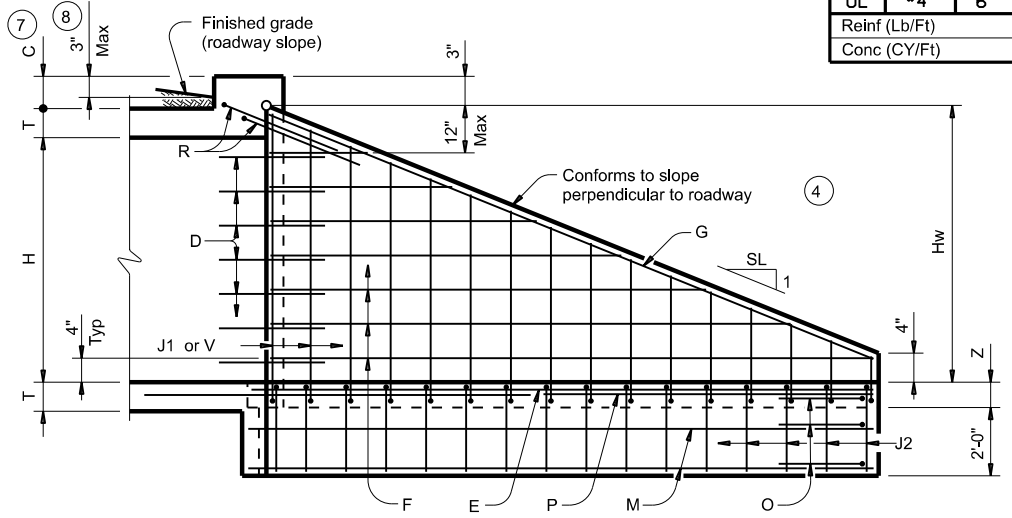 7
8
C
3"
Max
Finished grade
(roadway slope)
3"
UL #4 6
Reinf (Lb/Ft)
Conc (CY/Ft)
T
R
12"
Max
Conforms to slope
perpendicular to roadway
4
D
G
SL
1
H
Hw
4"
Typ
J1 or V
4"
Z
T
J2
2'-0"
F
E
P
M
O